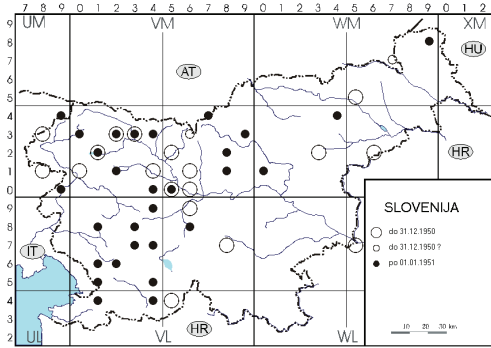 7 8 9 0 1 2 3 4 5 6 7 8 9 0 1 2 3 4 5 6 7 8 9 0 1 2
UM VM WM XM
9
8
7
6
5
4
3
2
1
0
9
8
7
6
5
4
3
2
AT
HU
HR
IT
HR
UL VL WL
SLOVENIJA
do 31.12.1950
do 31.12.1950 ?
po 01.01.1951
10 20 30 km